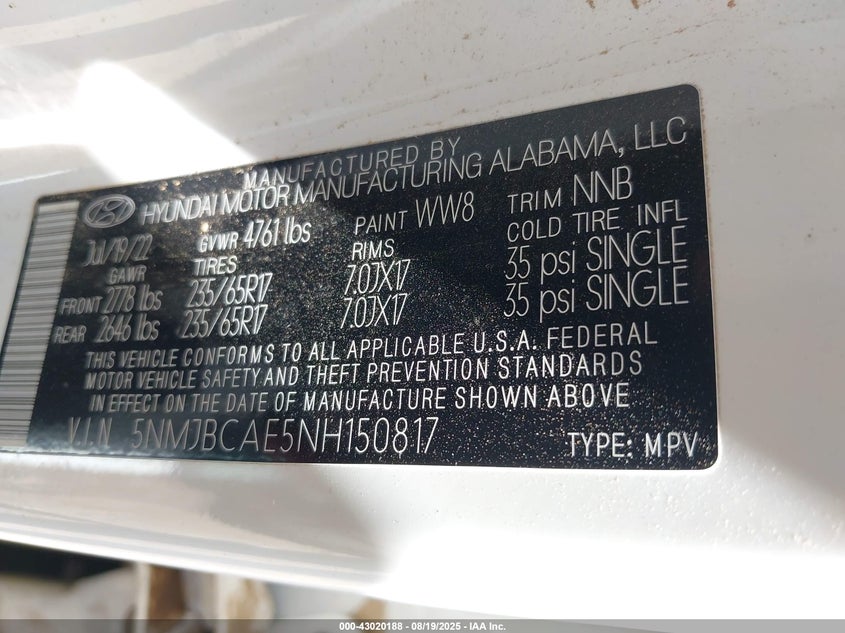 MANUFACTURED BY
HYUNDAI MOTOR MANUFACTURING ALABAMA, LLC
JUL/19/22 GVWR 4761 lbs PAINT WW8 TRIM NNB
GAWR TIRES RIMS COLD TIRE INFL
FRONT 2778 lbs 235/65R17 7.0JX17 35 psi SINGLE
REAR 2646 lbs 235/65R17 7.0JX17 35 psi SINGLE
THIS VEHICLE CONFORMS TO ALL APPLICABLE U.S.A. FEDERAL
MOTOR VEHICLE SAFETY AND THEFT PREVENTION STANDARDS
IN EFFECT ON THE DATE OF MANUFACTURE SHOWN ABOVE
V.I.N 5NMJBCAE5NH150817 TYPE: MPV
000-43020188 - 08/19/2025 - IAA Inc.